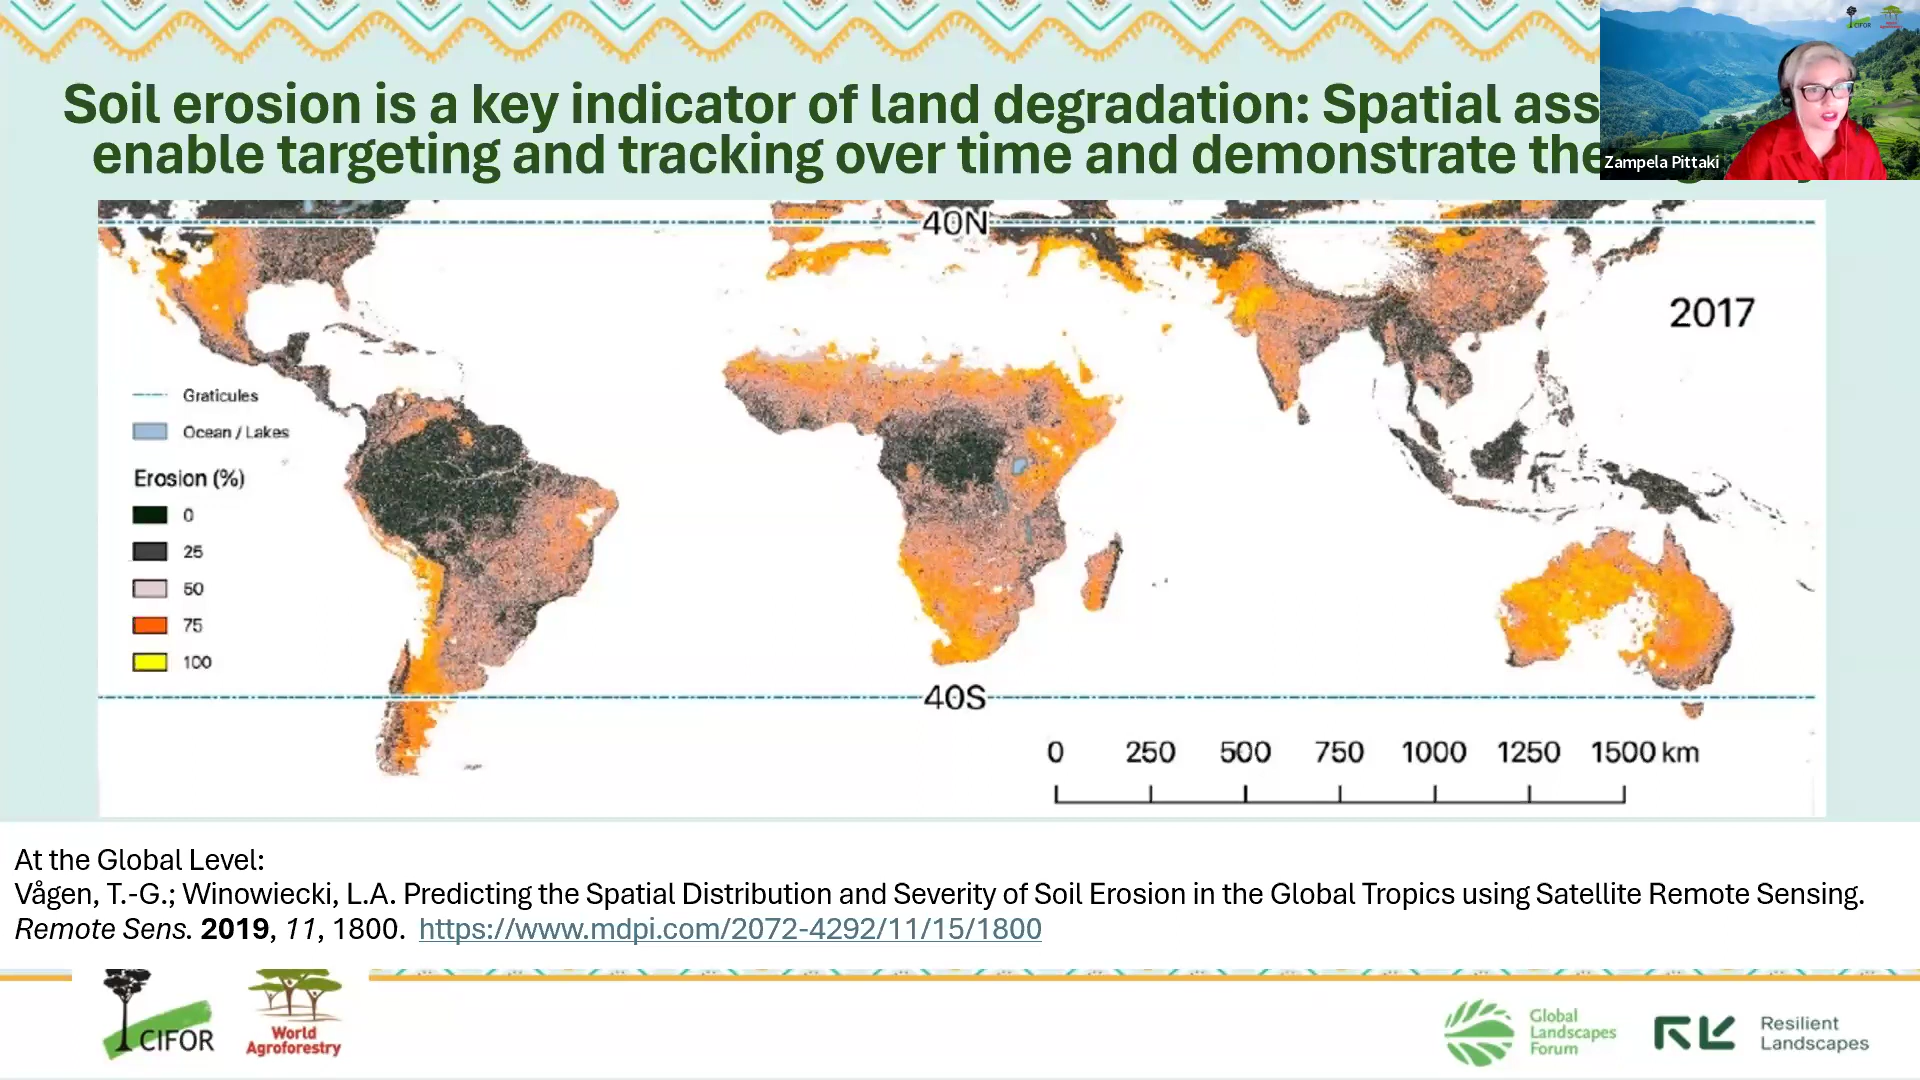 Soil erosion is a key indicator of land degradation: Spatial
enable targeting and tracking over time and demonstrate the
CIFOR
Zampela Pittaki
40N
2017
Graticules
Ocean / Lakes
Erosion (%)
0
25
50
75
100
40S
0 250 500 750 1000 1250 1500 km
At the Global Level:
Vågen, T.-G.; Winowiecki, L.A. Predicting the Spatial Distribution and Severity of Soil Erosion in the Global Tropics using Satellite Remote Sensing.
Remote Sens. 2019, 11, 1800. https://www.mdpi.com/2072-4292/11/15/1800
CIFOR
World
Agroforestry
Global
Landscapes
Forum
Resilient
Landscapes